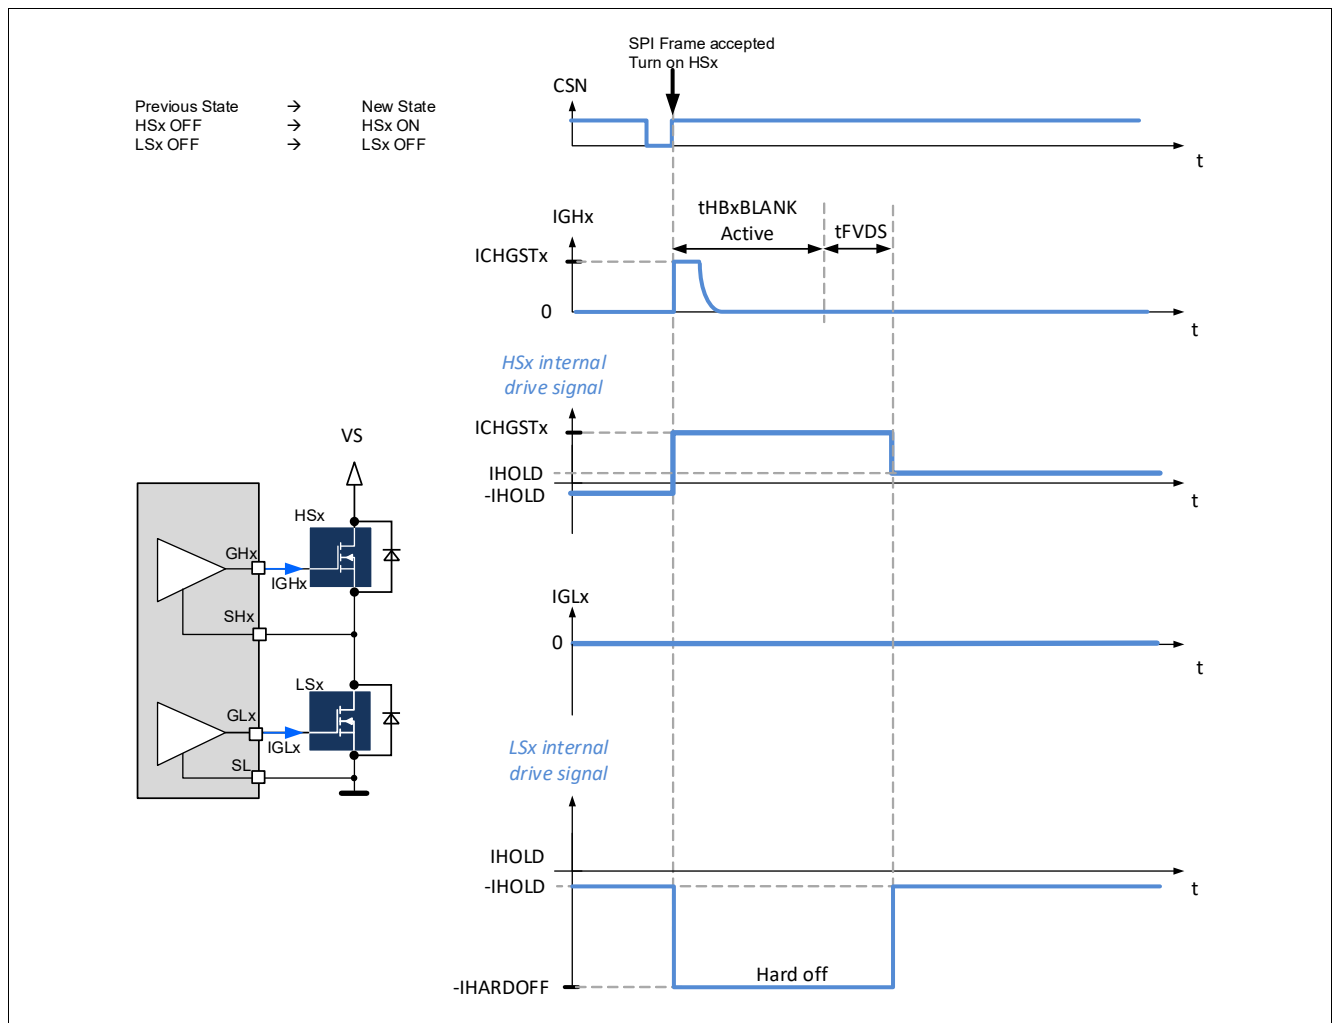 SPI Frame accepted
Turn on HSx
CSN
Previous State → New State
HSx OFF → HSx ON
LSx OFF → LSx OFF
t
tHBxBLANK
Active
tFVDS
IGHx
ICHGSTx
0
t
HSx internal
drive signal
ICHGSTx
IHOLD
-IHOLD
t
VS
HSx
GHx
IGHx
SHx
LSx
GLx
IGLx
SL
IGLx
0
t
LSx internal
drive signal
IHOLD
-IHOLD
t
Hard off
-IHARDOFF